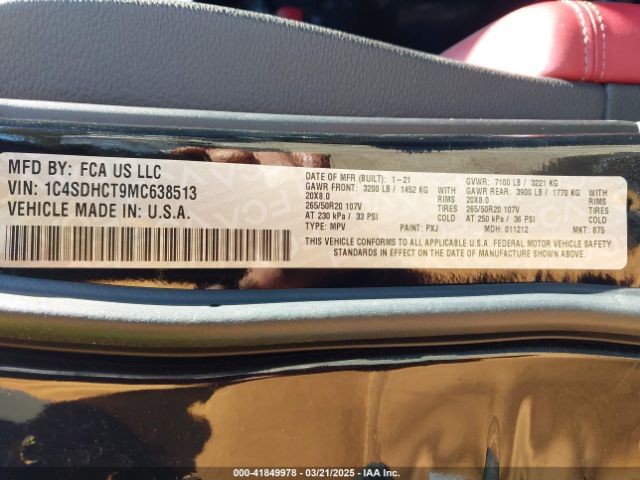 MFD BY: FCA US LLC
VIN: 1C4SDHCT9MC638513
VEHICLE MADE IN: U.S.A.
DATE OF MFR (BUILT): 1-21 GVWR: 7100 LB / 3221 KG
GAWR FRONT: 3200 LB / 1452 KG WITH GAWR REAR: 3900 LB / 1770 KG WITH
20X8.0 RIMS 20X8.0 RIMS
265/50R20 107V 265/50R20 107V
AT 230 kPa / 33 PSI COLD AT 250 kPa / 36 PSI COLD
TYPE: MPV PAINT: PXJ MDH: 011212 MKT: 875
THIS VEHICLE CONFORMS TO ALL APPLICABLE U.S.A. FEDERAL MOTOR VEHICLE SAFETY
STANDARDS IN EFFECT ON THE DATE OF MANUFACTURE SHOWN ABOVE.
000-41849978 - 03/21/2025 - IAAI.COM